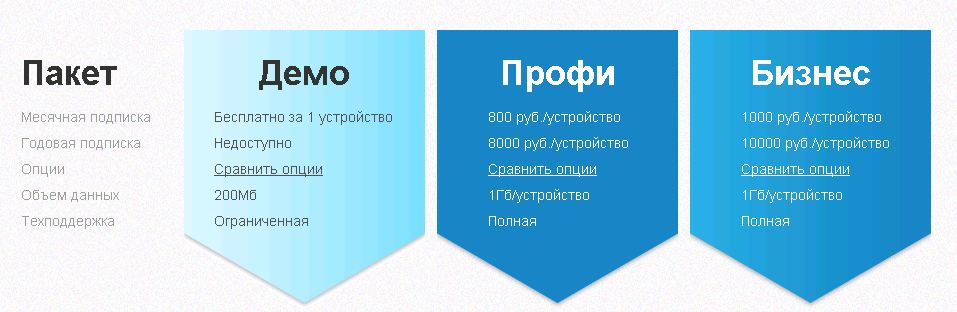 Пакет Демо Профи Бизнес
Месячная подписка Бесплатно за 1 устройство 800 руб./устройство 1000 руб./устройство
Годовая подписка Недоступно 8000 руб./устройство 10000 руб./устройство
Опции Сравнить опции Сравнить опции Сравнить опции
Объем данных 200Мб 1Гб/устройство 1Гб/устройство
Техподдержка Ограниченная Полная Полная